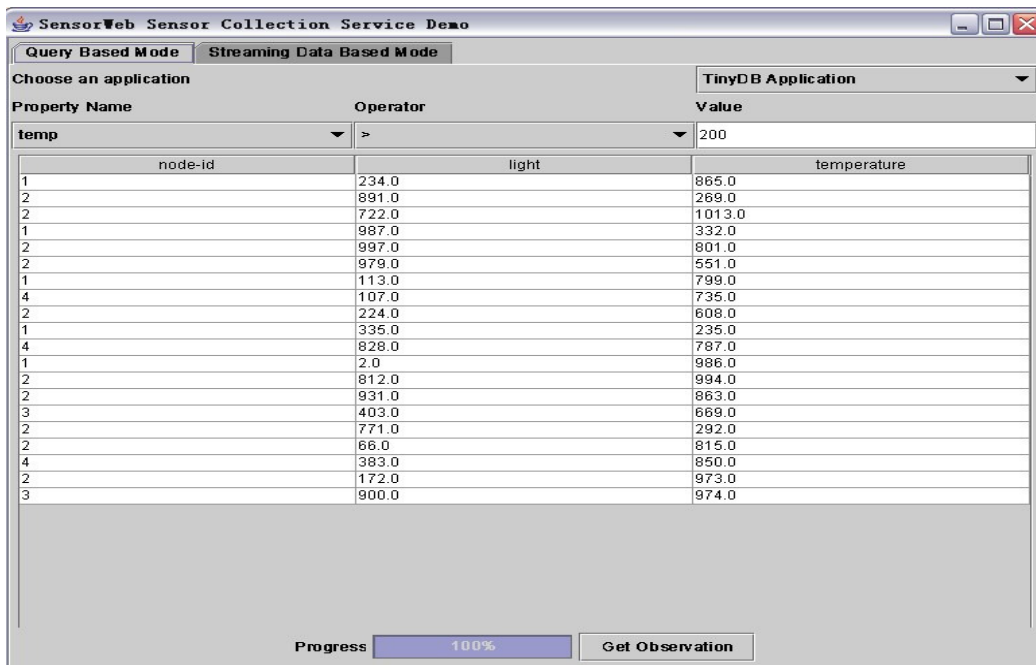 SensorWeb Sensor Collection Service Demo
Query Based Mode Streaming Data Based Mode
Choose an application TinyDB Application
Property Name Operator Value
temp > 200
node-id light temperature
1 234.0 865.0
2 891.0 269.0
2 722.0 1013.0
1 987.0 332.0
2 997.0 801.0
2 979.0 551.0
1 113.0 799.0
4 107.0 735.0
2 224.0 608.0
1 335.0 235.0
4 828.0 787.0
1 2.0 986.0
2 812.0 994.0
2 931.0 863.0
3 403.0 669.0
2 771.0 292.0
2 66.0 815.0
4 383.0 850.0
2 172.0 973.0
3 900.0 974.0
Progress 100% Get Observation